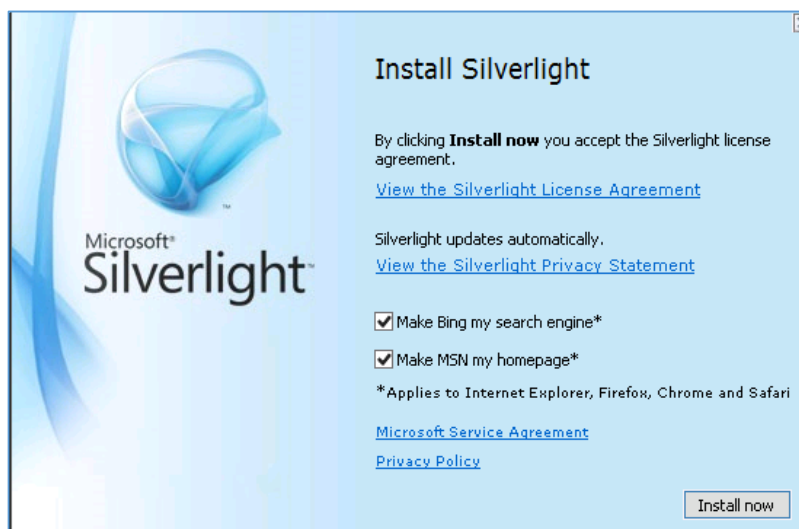 Install Silverlight
By clicking Install now you accept the Silverlight license
agreement.
View the Silverlight License Agreement
Silverlight updates automatically.
View the Silverlight Privacy Statement
Make Bing my search engine*
Make MSN my homepage*
*Applies to Internet Explorer, Firefox, Chrome and Safari
Microsoft Service Agreement
Privacy Policy
Install now
TM
Microsoft®
Silverlight™